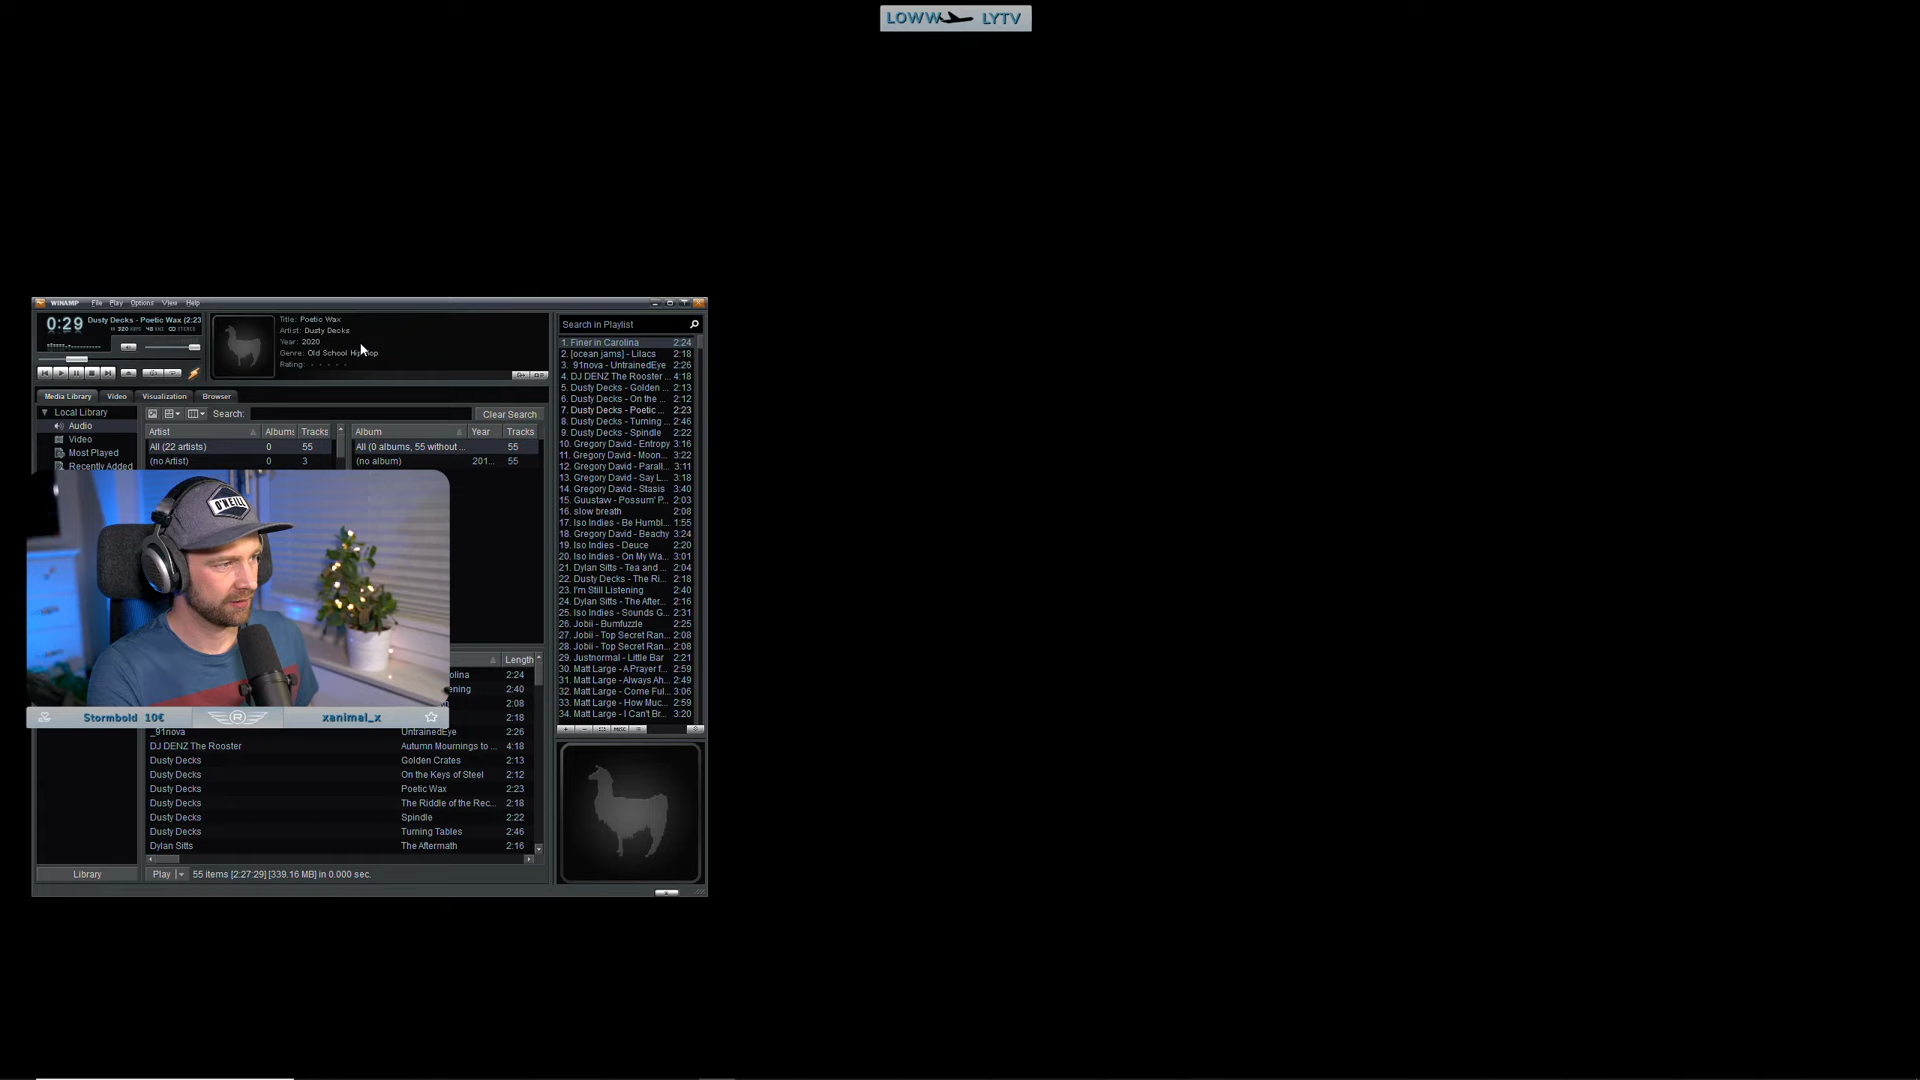 LOWW LYTV
WINAMP File Play Options View Help
0:29 Dusty Decks - Poetic Wax (2:23
320 KBPS 48 KHZ STEREO
Title: Poetic Wax
Artist: Dusty Decks
Year: 2020
Genre: Old School Hip Hop
Rating:
Media Library Video Visualization Browser
Local Library
Audio
Video
Most Played
Recently Added
Search: Clear Search
Artist Albums Tracks
All (22 artists) 0 55
(no Artist) 0 3
Album Year Tracks
All (0 albums, 55 without ... 55
(no album) 201... 55
O'NEILL
Stormbold 10€ R xanimal_x
Length
olina 2:24
ening 2:40
2:08
2:18
_91nova UntrainedEye 2:26
DJ DENZ The Rooster Autumn Mournings to ... 4:18
Dusty Decks Golden Crates 2:13
Dusty Decks On the Keys of Steel 2:12
Dusty Decks Poetic Wax 2:23
Dusty Decks The Riddle of the Rec... 2:18
Dusty Decks Spindle 2:22
Dusty Decks Turning Tables 2:46
Dylan Sitts The Aftermath 2:16
Library
Play 55 items [2:27:29] [339.16 MB] in 0.000 sec.
Search in Playlist
1. Finer in Carolina 2:24
2. [ocean jams] - Lilacs 2:18
3. 91nova - UntrainedEye 2:26
4. DJ DENZ The Rooster ... 4:18
5. Dusty Decks - Golden ... 2:13
6. Dusty Decks - On the ... 2:12
7. Dusty Decks - Poetic ... 2:23
8. Dusty Decks - Turning ... 2:46
9. Dusty Decks - Spindle 2:22
10. Gregory David - Entropy 3:16
11. Gregory David - Moon... 3:22
12. Gregory David - Parall... 3:11
13. Gregory David - Say L... 3:18
14. Gregory David - Stasis 3:40
15. Guustavv - Possum' P... 2:03
16. slow breath 2:08
17. Iso Indies - Be Humbl... 1:55
18. Gregory David - Beachy 3:24
19. Iso Indies - Deuce 2:20
20. Iso Indies - On My Wa... 3:01
21. Dylan Sitts - Tea and ... 2:04
22. Dusty Decks - The Ri... 2:18
23. I'm Still Listening 2:40
24. Dylan Sitts - The After... 2:16
25. Iso Indies - Sounds G... 2:31
26. Jobii - Bumfuzzle 2:25
27. Jobii - Top Secret Ran... 2:08
28. Jobii - Top Secret Ran... 2:08
29. Justnormal - Little Bar 2:21
30. Matt Large - A Prayer f... 2:59
31. Matt Large - Always Ah... 2:49
32. Matt Large - Come Ful... 3:06
33. Matt Large - How Muc... 2:59
34. Matt Large - I Can't Br... 3:20
MISC